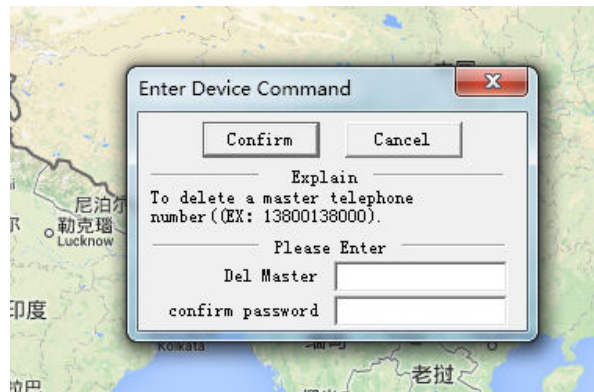 Enter Device Command
Confirm
Cancel
Explain
To delete a master telephone
number((EX: 13800138000).
Please Enter
Del Master
confirm password
尼泊尔
勒克瑙
Lucknow
印度
Kolkata
老挝